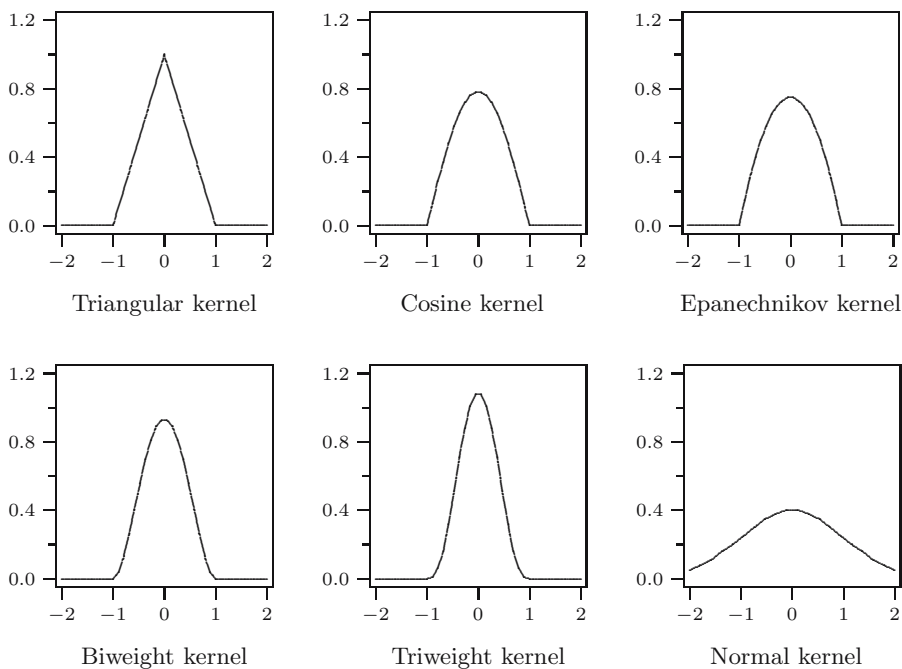 1.2
0.8
0.4
0.0
−2 −1 0 1 2
Triangular kernel
1.2
0.8
0.4
0.0
−2 −1 0 1 2
Cosine kernel
1.2
0.8
0.4
0.0
−2 −1 0 1 2
Epanechnikov kernel
1.2
0.8
0.4
0.0
−2 −1 0 1 2
Biweight kernel
1.2
0.8
0.4
0.0
−2 −1 0 1 2
Triweight kernel
1.2
0.8
0.4
0.0
−2 −1 0 1 2
Normal kernel